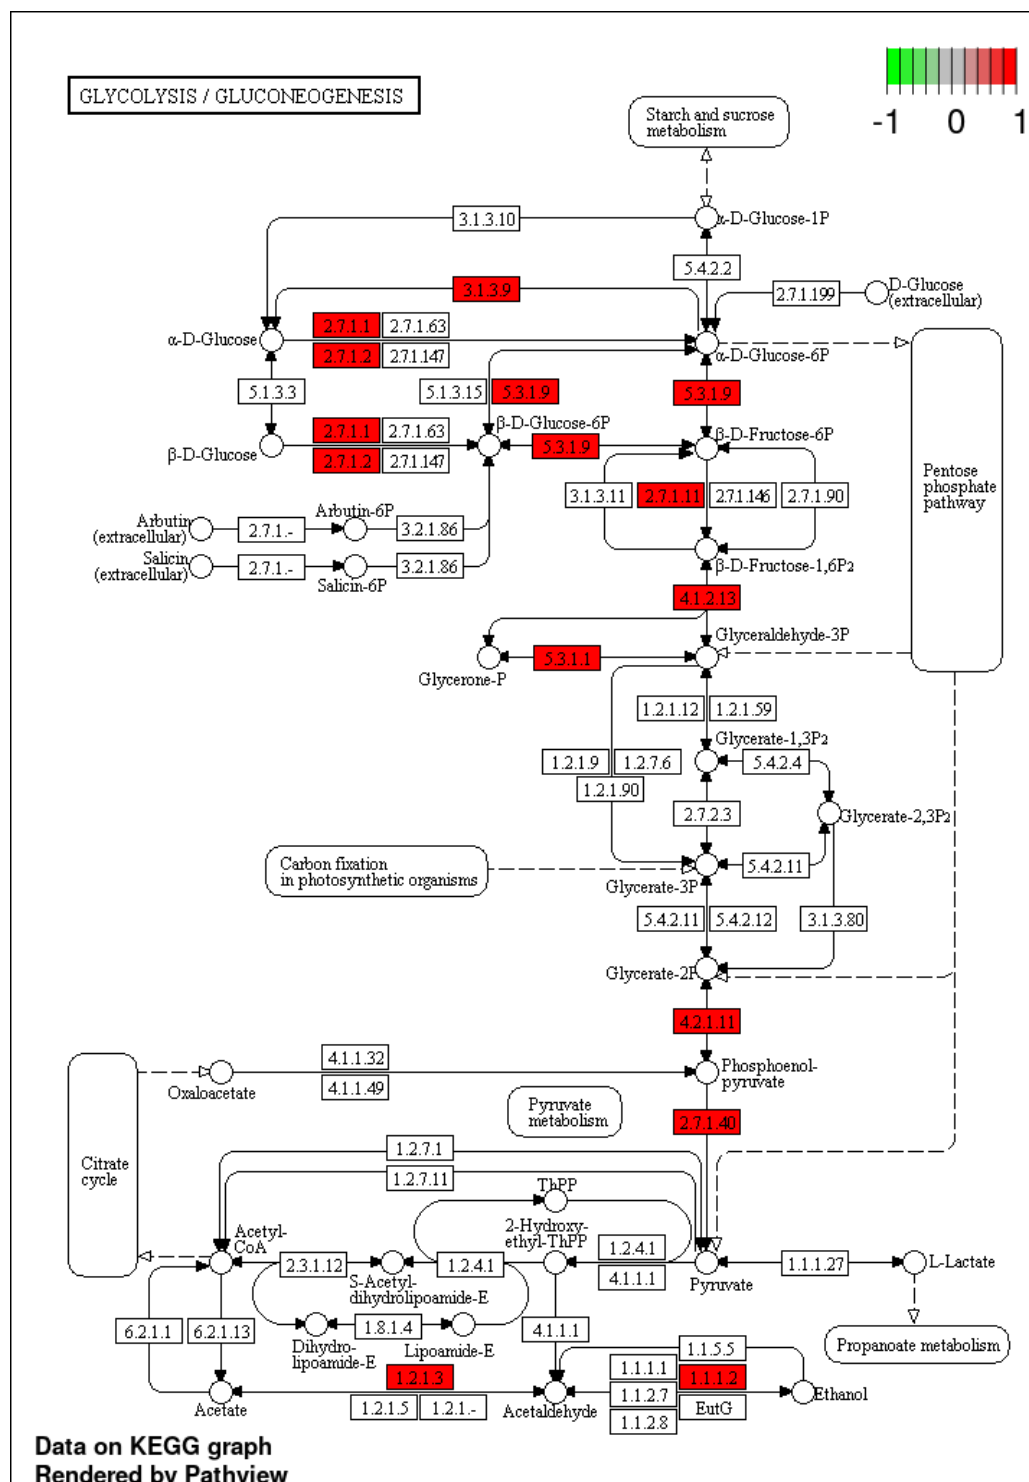 GLYCOLYSIS / GLUCONEOGENESIS
-1 0 1
Starch and sucrose
metabolism
3.1.3.10
α-D-Glucose-1P
5.4.2.2
3.1.3.9
2.7.1.199
D-Glucose
(extracellular)
α-D-Glucose
2.7.1.1
2.7.1.63
2.7.1.2
2.7.1.147
α-D-Glucose-6P
5.1.3.3
5.1.3.15
5.3.1.9
5.3.1.9
β-D-Glucose
2.7.1.1
2.7.1.63
2.7.1.2
2.7.1.147
β-D-Glucose-6P
5.3.1.9
β-D-Fructose-6P
Pentose
phosphate
pathway
3.1.3.11
2.7.1.11
2.7.1.146
2.7.1.90
Arbutin
(extracellular)
2.7.1.-
Arbutin-6P
3.2.1.86
Salicin
(extracellular)
2.7.1.-
Salicin-6P
3.2.1.86
β-D-Fructose-1,6P2
4.1.2.13
Glyceraldehyde-3P
Glycerone-P
5.3.1.1
1.2.1.12
1.2.1.59
Glycerate-1,3P2
1.2.1.9
1.2.7.6
1.2.1.90
5.4.2.4
2.7.2.3
Glycerate-2,3P2
Carbon fixation
in photosynthetic organisms
Glycerate-3P
5.4.2.11
5.4.2.11
5.4.2.12
3.1.3.80
Glycerate-2P
4.2.1.11
4.1.1.32
4.1.1.49
Oxaloacetate
Phosphoenol-
pyruvate
Pyruvate
metabolism
2.7.1.40
Citrate
cycle
1.2.7.1
1.2.7.11
ThPP
2-Hydroxy-
ethyl-ThPP
Acetyl-
CoA
2.3.1.12
S-Acetyl-
dihydrolipoamide-E
1.2.4.1
1.2.4.1
4.1.1.1
Pyruvate
1.1.1.27
L-Lactate
6.2.1.1
6.2.1.13
Dihydro-
lipoamide-E
1.8.1.4
Lipoamide-E
4.1.1.1
Propanoate metabolism
1.2.1.3
1.2.1.5
1.2.1.-
Acetate
Acetaldehyde
1.1.5.5
1.1.1.1
1.1.1.2
1.1.2.7
EutG
1.1.2.8
Ethanol
Data on KEGG graph
Rendered by Pathview